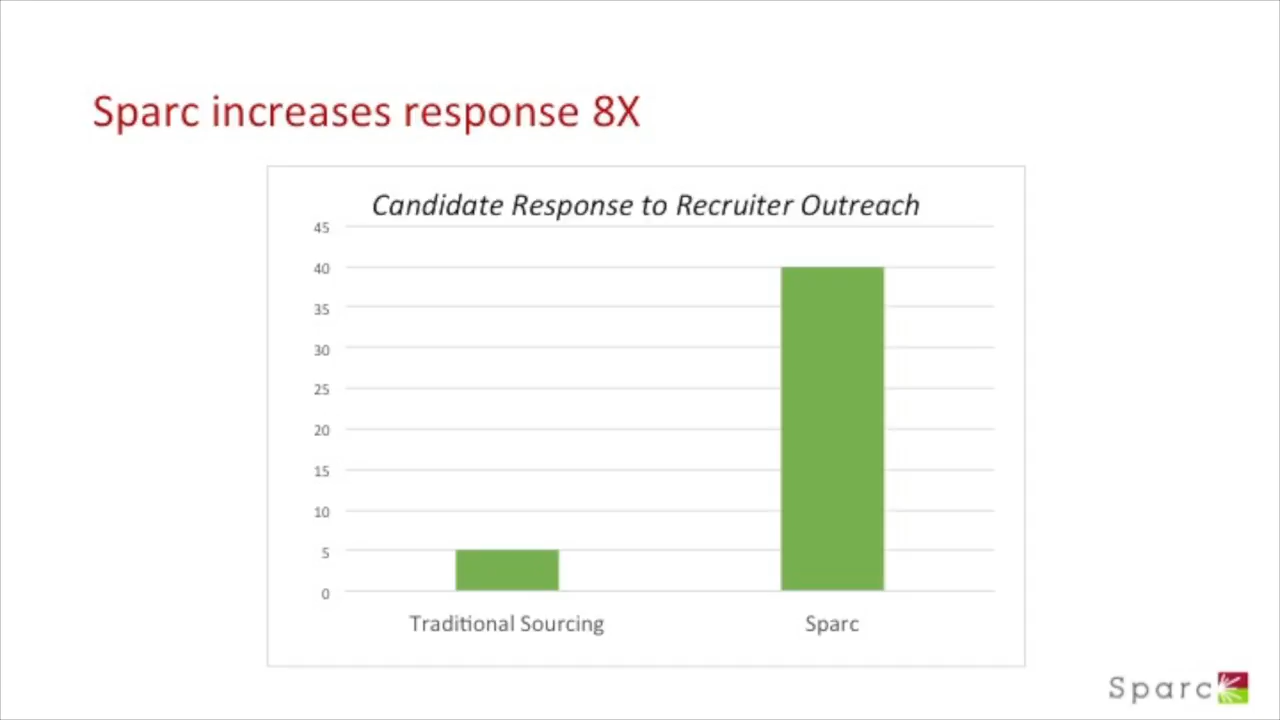 Sparc increases response 8X
Candidate Response to Recruiter Outreach
45
40
35
30
25
20
15
10
5
0
Traditional Sourcing
Sparc
Sparc